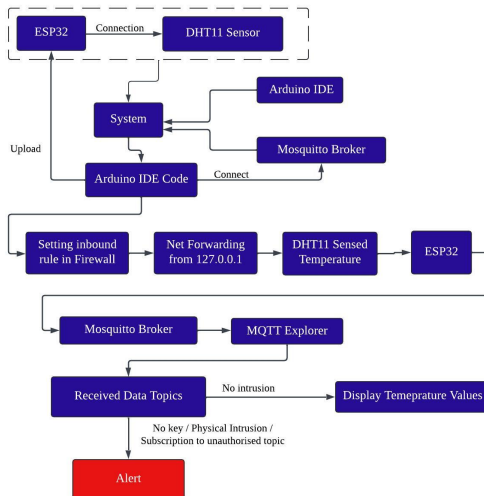 ESP32
Connection
DHT11 Sensor
Arduino IDE
System
Mosquitto Broker
Upload
Arduino IDE Code
Connect
Setting inbound
rule in Firewall
Net Forwarding
from 127.0.0.1
DHT11 Sensed
Temperature
ESP32
Mosquitto Broker
MQTT Explorer
Received Data Topics
No intrusion
Display Temeprature Values
No key / Physical Intrusion /
Subscription to unauthorised topic
Alert